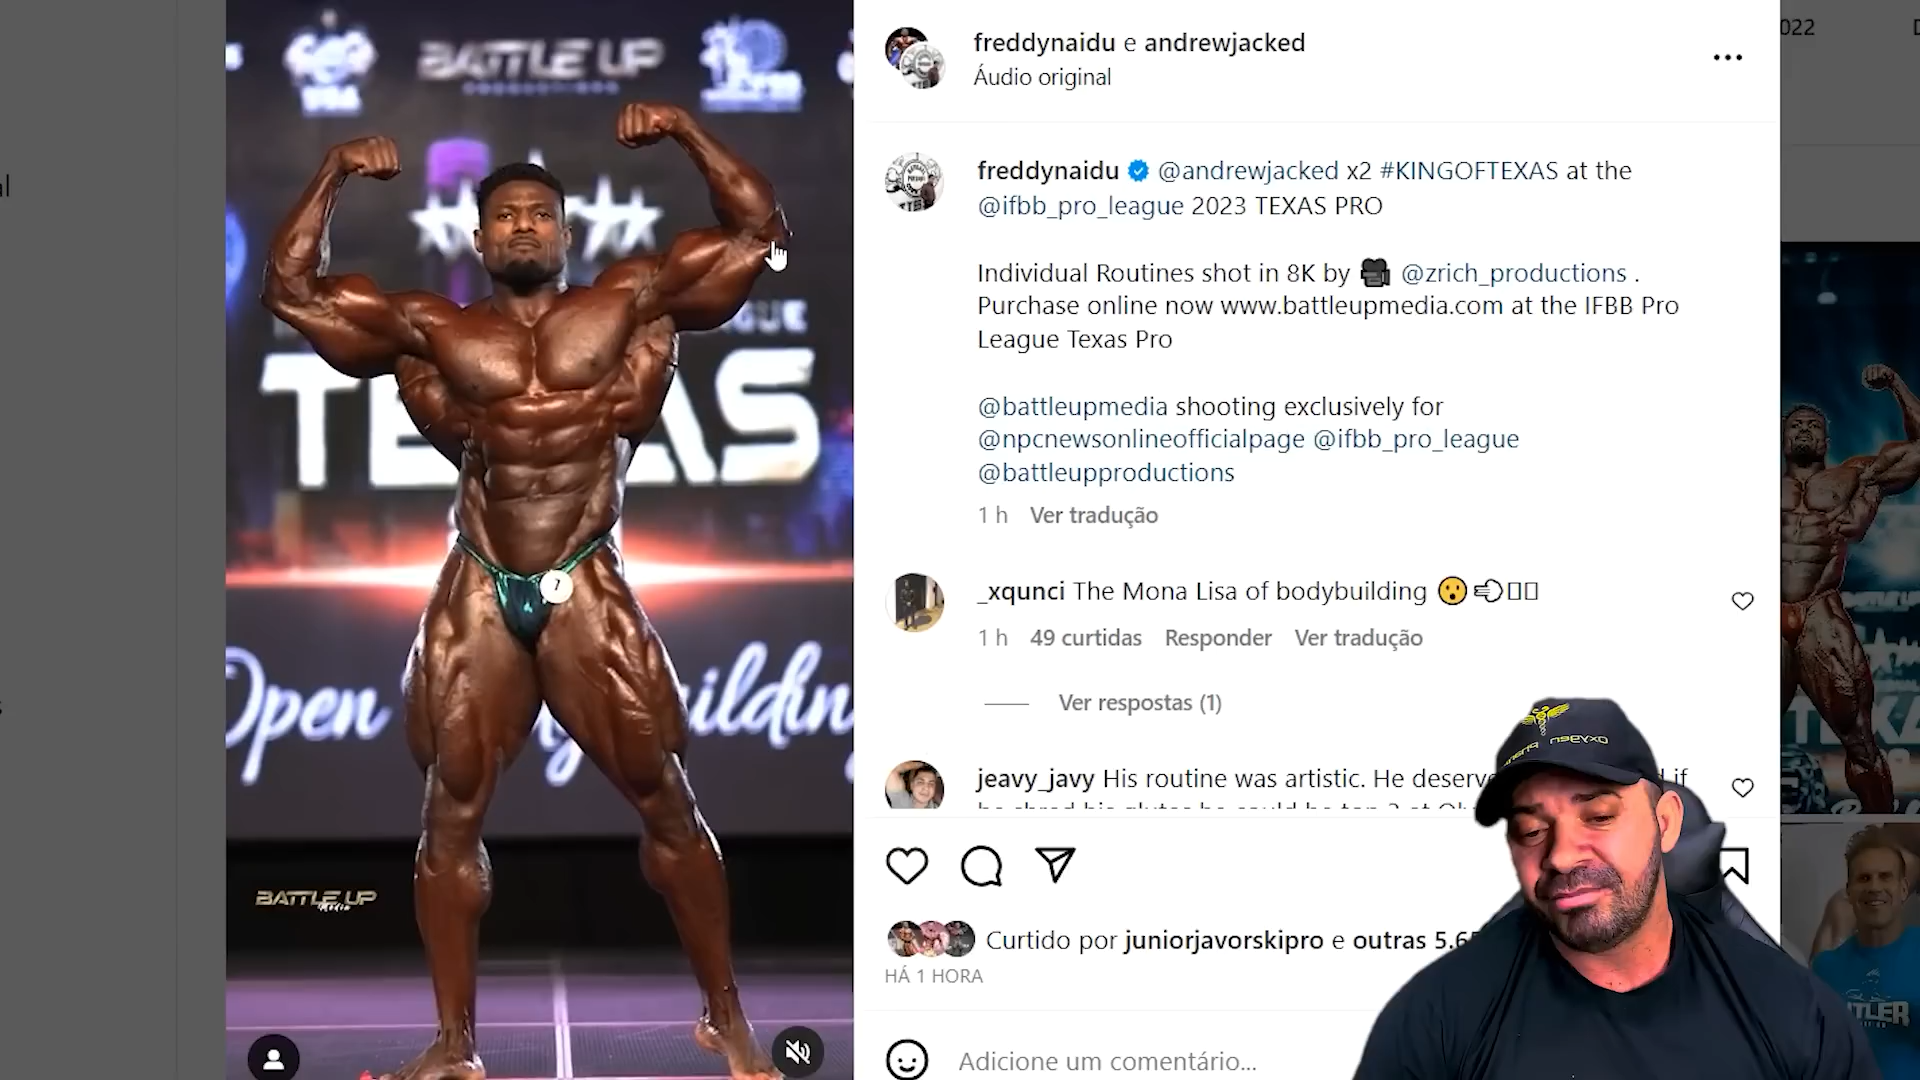 BATTLE UP
PRODUCTIONS
TEXAS
Open
7
BATTLE UP
Media
freddynaidu e andrewjacked
Áudio original
freddynaidu @andrewjacked x2 #KINGOFTEXAS at the
@ifbb_pro_league 2023 TEXAS PRO
Individual Routines shot in 8K by 🎥 @zrich_productions .
Purchase online now www.battleupmedia.com at the IFBB Pro
League Texas Pro
@battleupmedia shooting exclusively for
@npcnewsonlineofficialpage @ifbb_pro_league
@battleupproductions
1 h Ver tradução
_xqunci The Mona Lisa of bodybuilding 😮💨
1 h 49 curtidas Responder Ver tradução
Ver respostas (1)
jeavy_javy His routine was artistic. He
Curtido por juniorjavorskipro e outras
HÁ 1 HORA
Adicione um comentário...
022